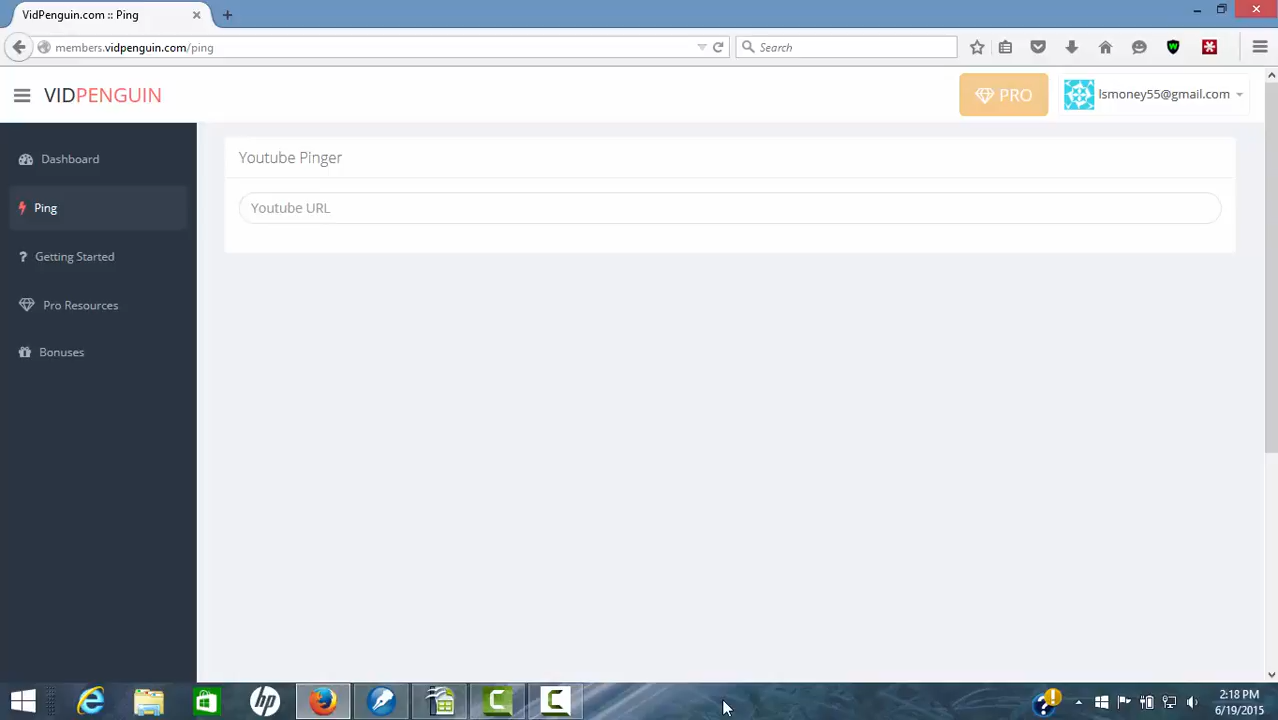 VidPenguin.com :: Ping
members.vidpenguin.com/ping
Search
VIDPENGUIN
PRO
lsmoney55@gmail.com
Dashboard
Youtube Pinger
Ping
Youtube URL
Getting Started
Pro Resources
Bonuses
2:18 PM
6/19/2015